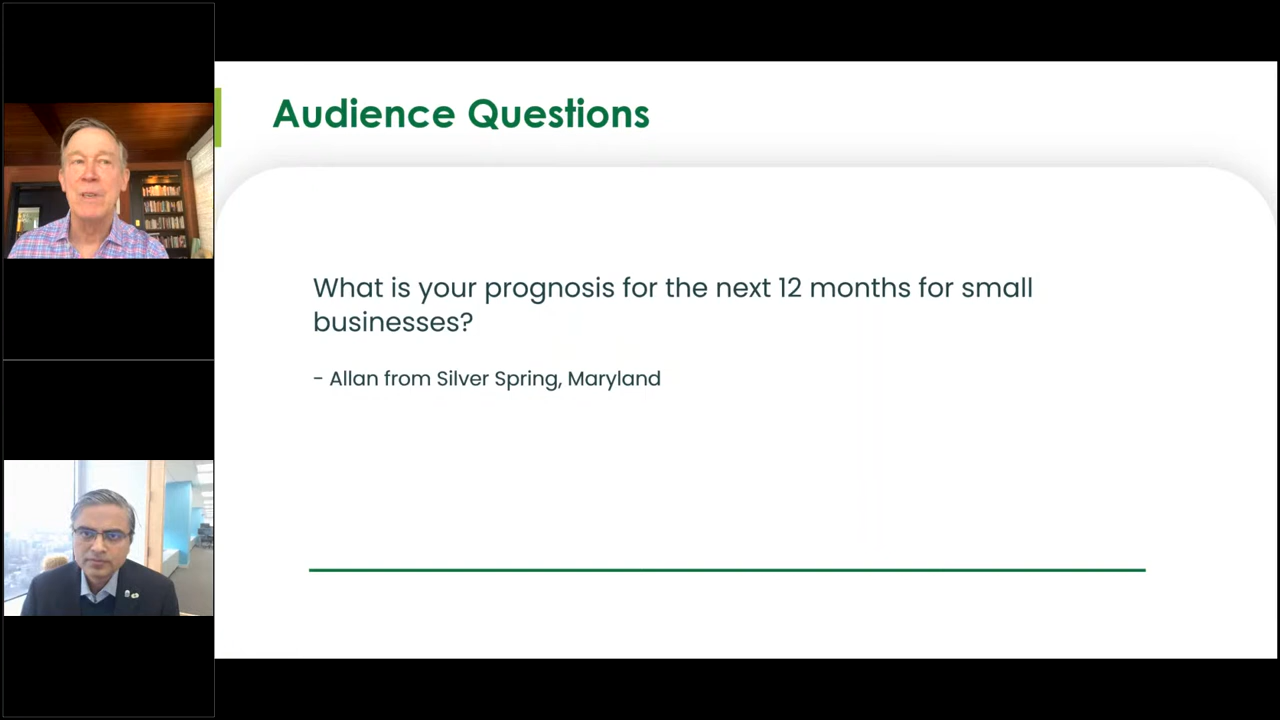 Audience Questions
What is your prognosis for the next 12 months for small
businesses?
- Allan from Silver Spring, Maryland